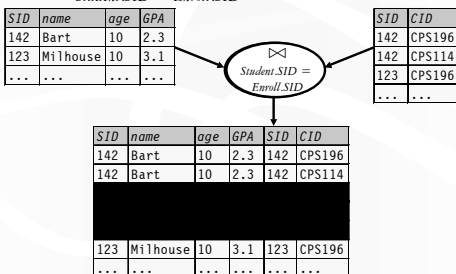 SID name age GPA
142 Bart 10 2.3
123 Milhouse 10 3.1
... ... ... ...
SID CID
142 CPS196
142 CPS114
123 CPS196
... ...
⋈
Student.SID =
Enroll.SID
SID name age GPA SID CID
142 Bart 10 2.3 142 CPS196
142 Bart 10 2.3 142 CPS114
123 Milhouse 10 3.1 123 CPS196
... ... ... ... ... ...